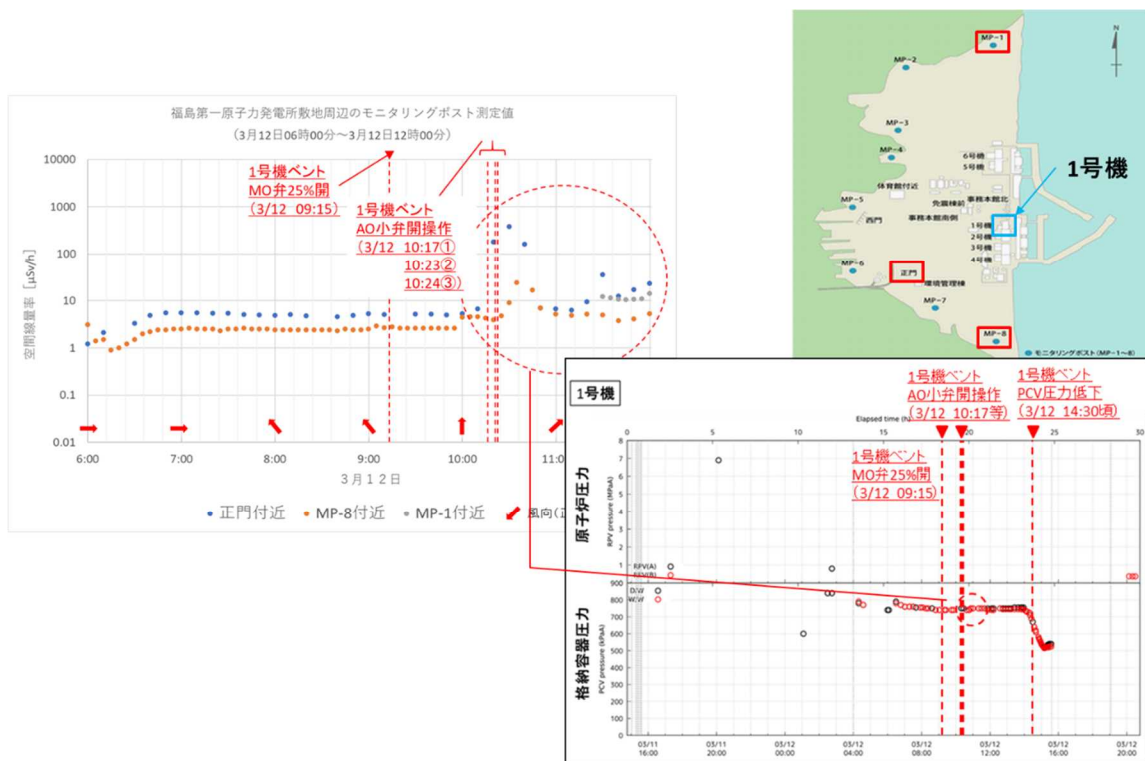 福島第一原子力発電所敷地周辺のモニタリングポスト測定値
(3月12日06時00分～3月12日12時00分)
空間線量率 [μSv/h]
10000
1000
100
10
1
0.1
0.01
1号機ベント
MO弁25%開
(3/12 09:15)
1号機ベント
AO小弁開操作
(3/12 10:17①
10:23②
10:24③)
6:00
7:00
8:00
9:00
10:00
11:00
3月12日
正門付近
MP-8付近
MP-1付近
風向(正
N
MP-1
MP-2
MP-3
MP-4
MP-5
MP-6
MP-7
MP-8
6号機
5号機
体育館付近
免震棟前
事務本館北
事務本館南側
西門
1号機
2号機
3号機
4号機
正門
環境管理棟
モニタリングポスト(MP-1～8)
1号機
1号機
1号機ベント
AO小弁開操作
(3/12 10:17等)
1号機ベント
PCV圧力低下
(3/12 14:30頃)
Elapsed time (h)
0
5
10
15
20
25
30
1号機ベント
MO弁25%開
(3/12 09:15)
原子炉圧力
RPV pressure (MPaA)
8
7
6
5
4
3
2
1
RPV(A)
RPV(B)
格納容器圧力
PCV pressure (kPaA)
900
800
700
600
500
400
300
200
100
0
D/W
W/W
03/11
16:00
03/11
20:00
03/12
00:00
03/12
04:00
03/12
08:00
03/12
12:00
03/12
16:00
03/12
20:00